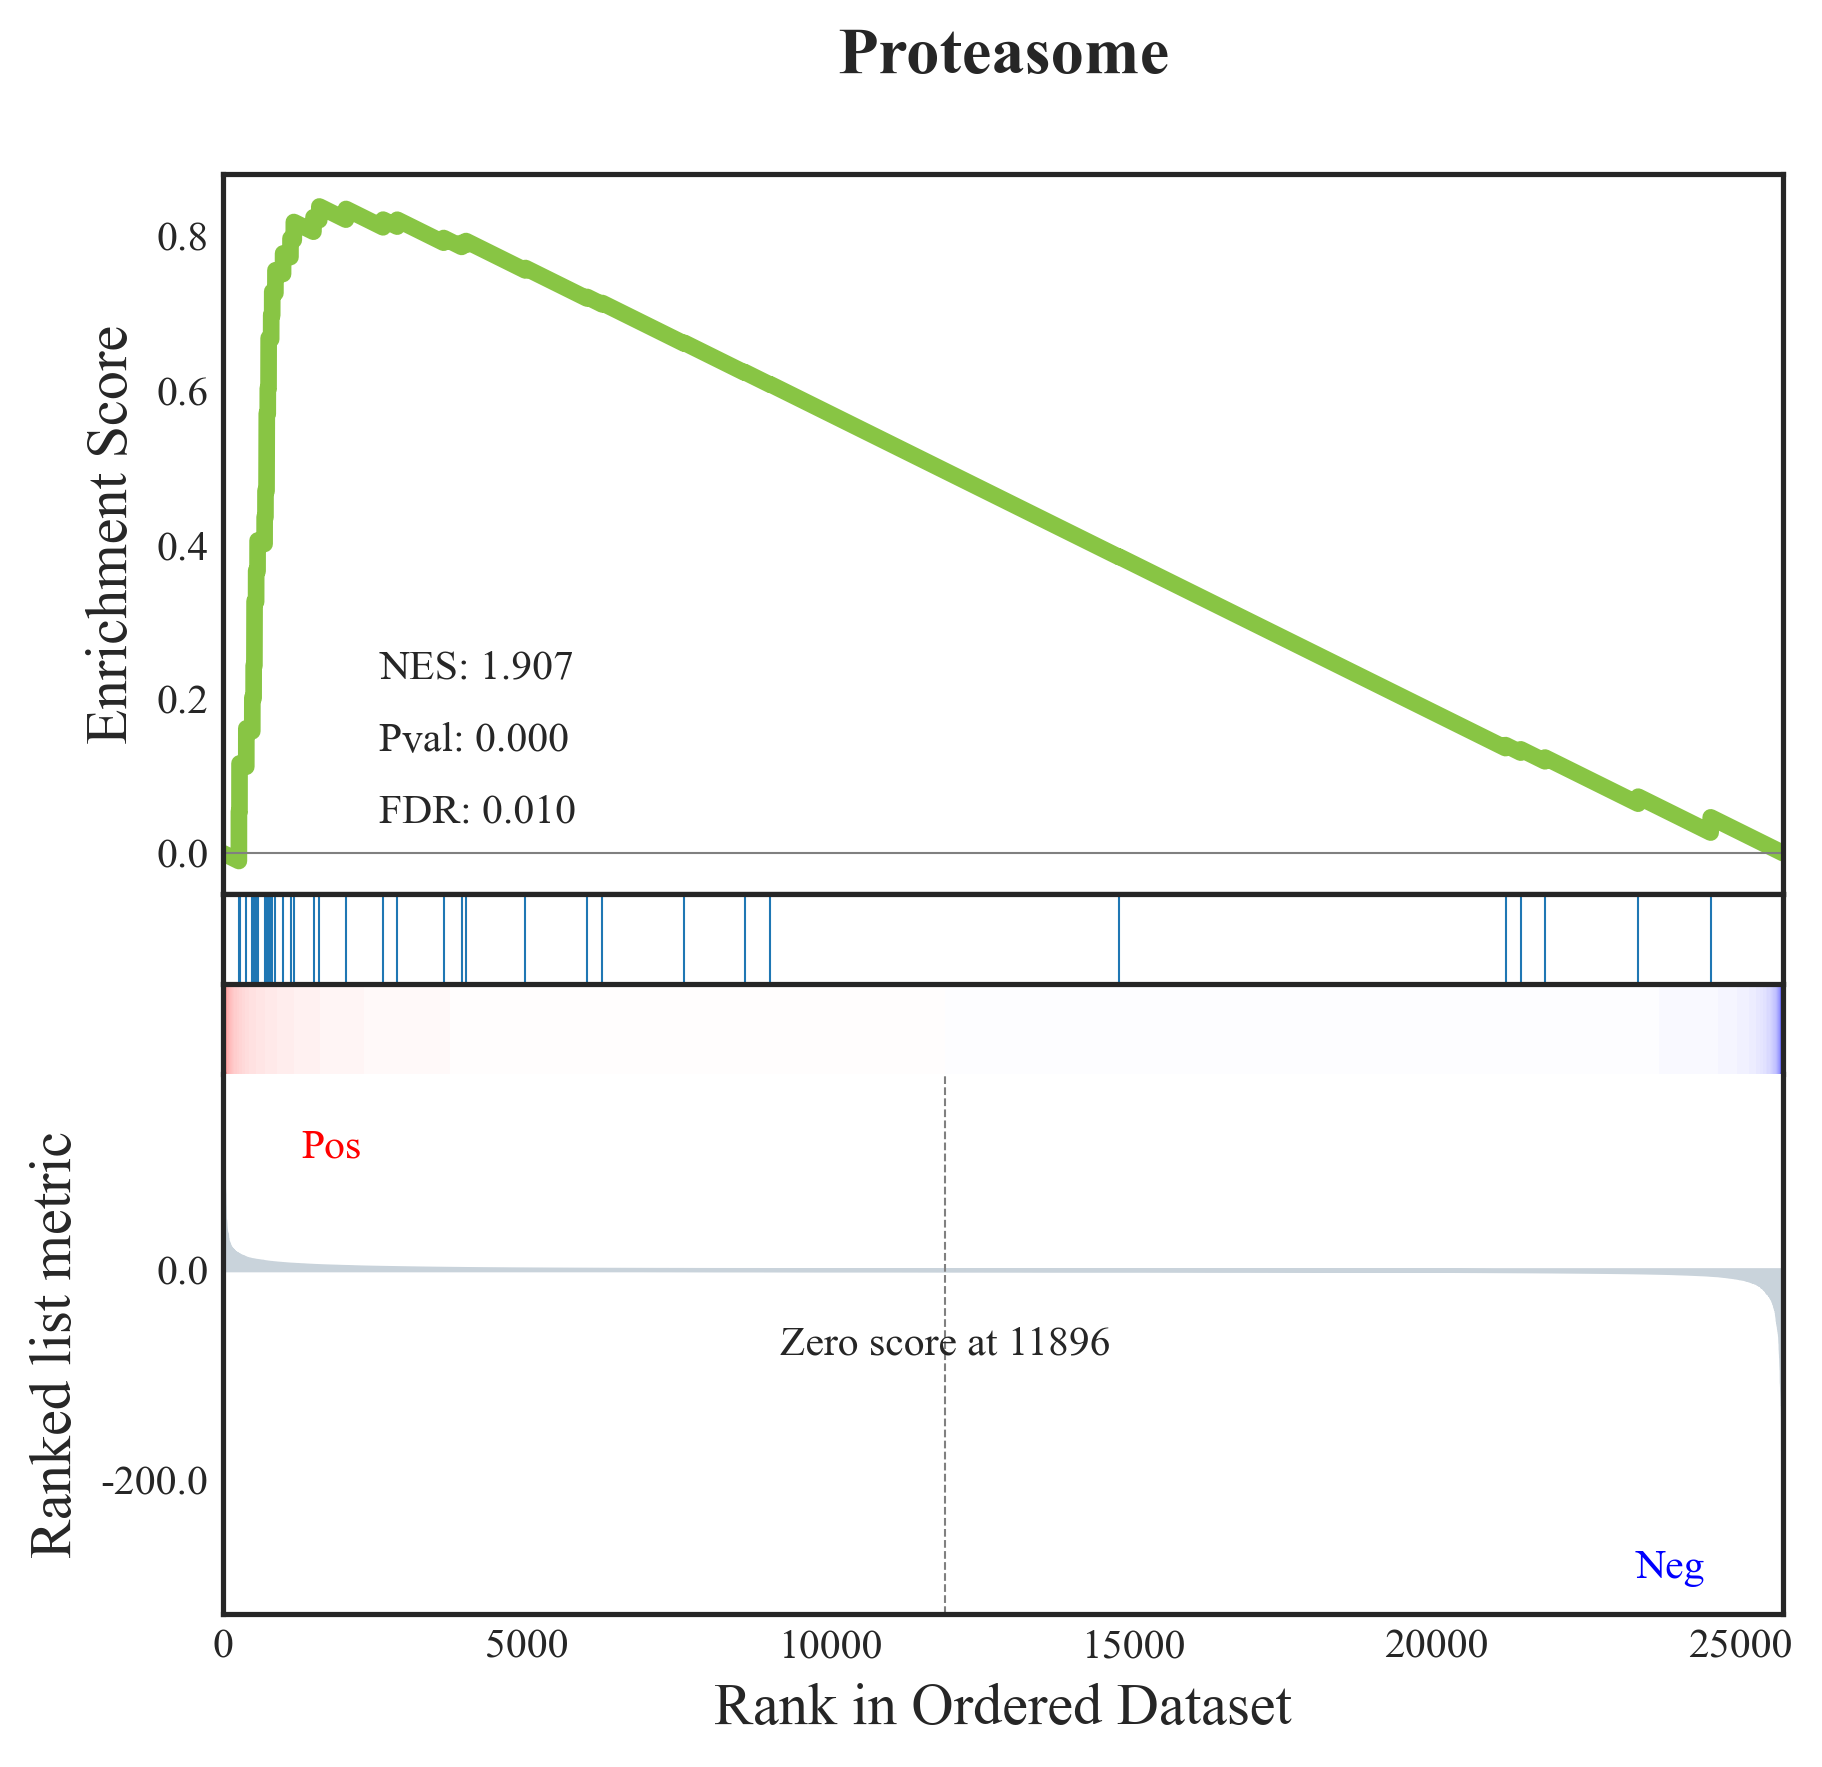 Proteasome
Enrichment Score
0.8
0.6
0.4
0.2
0.0
NES: 1.907
Pval: 0.000
FDR: 0.010
Ranked list metric
Pos
0.0
Zero score at 11896
-200.0
Neg
0 5000 10000 15000 20000 25000
Rank in Ordered Dataset